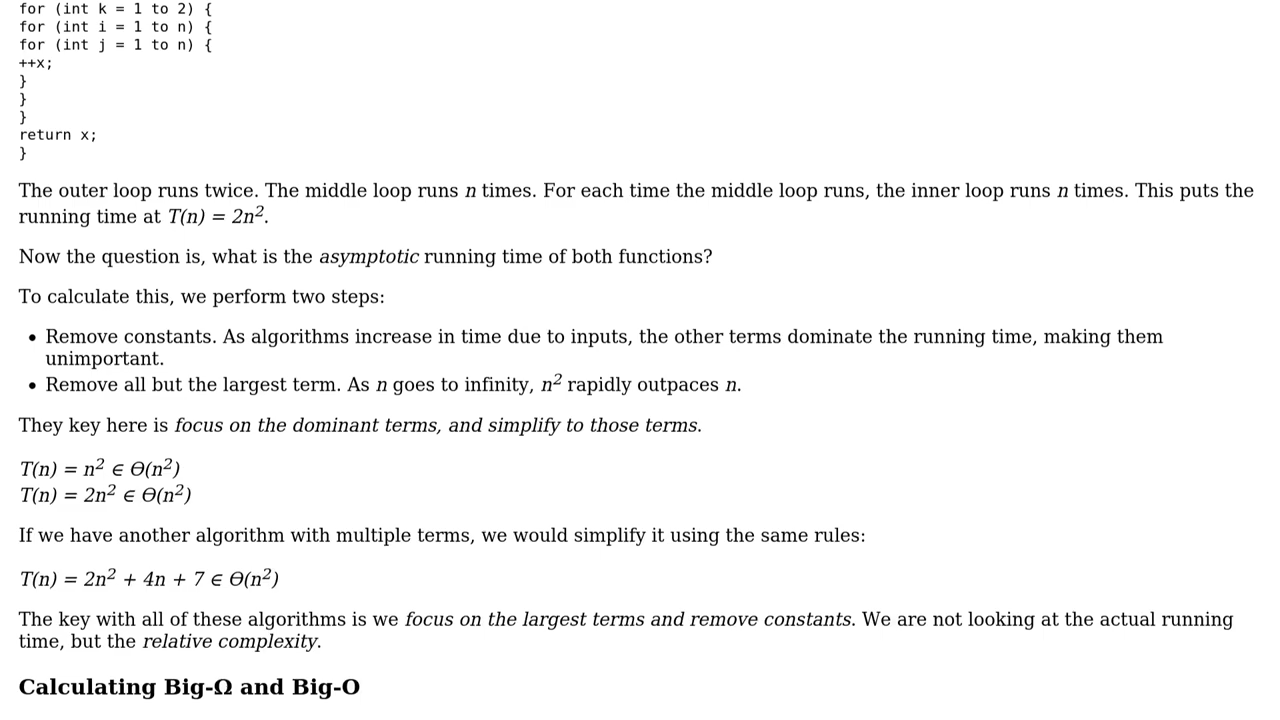 for (int k = 1 to 2) {
for (int i = 1 to n) {
for (int j = 1 to n) {
++x;
}
}
}
return x;
}
The outer loop runs twice. The middle loop runs n times. For each time the middle loop runs, the inner loop runs n times. This puts the
running time at T(n) = 2n².
Now the question is, what is the asymptotic running time of both functions?
To calculate this, we perform two steps:
• Remove constants. As algorithms increase in time due to inputs, the other terms dominate the running time, making them
unimportant.
• Remove all but the largest term. As n goes to infinity, n² rapidly outpaces n.
They key here is focus on the dominant terms, and simplify to those terms.
T(n) = n² ∈ Θ(n²)
T(n) = 2n² ∈ Θ(n²)
If we have another algorithm with multiple terms, we would simplify it using the same rules:
T(n) = 2n² + 4n + 7 ∈ Θ(n²)
The key with all of these algorithms is we focus on the largest terms and remove constants. We are not looking at the actual running
time, but the relative complexity.
Calculating Big-Ω and Big-O